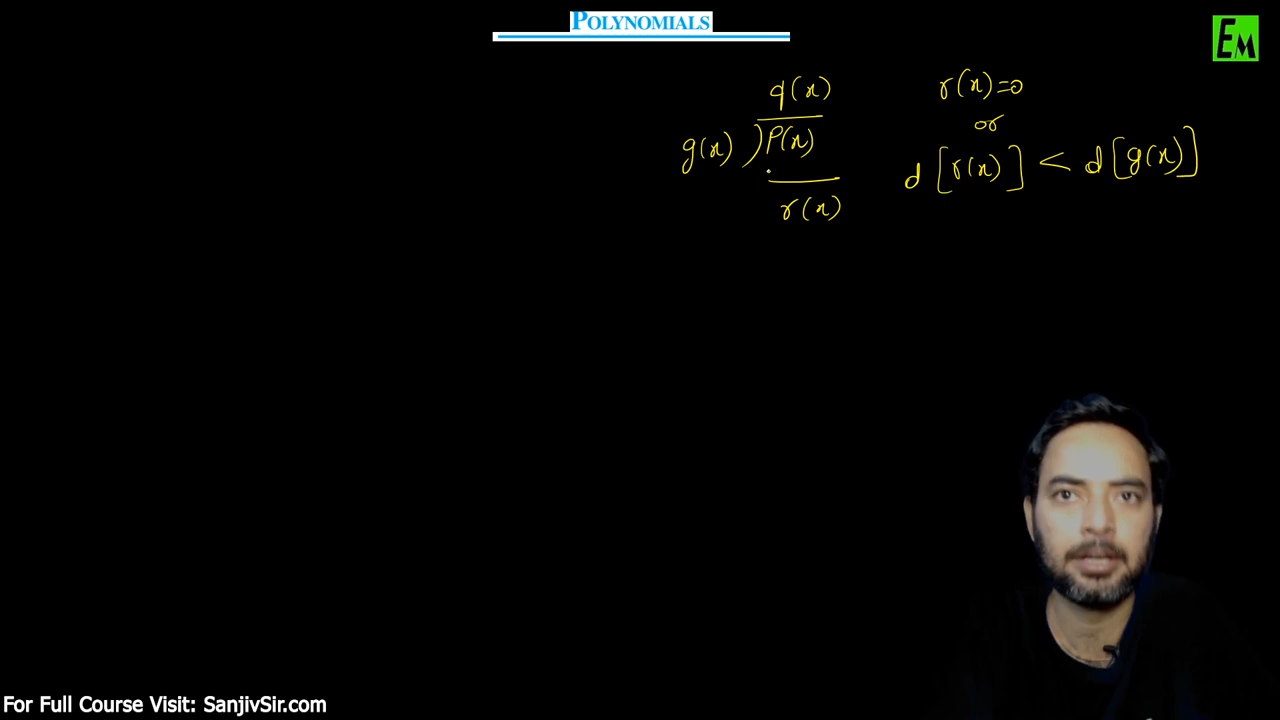 POLYNOMIALS
EM
q(x)
g(x) ) P(x)
r(x)
r(x)=0
or
d[r(x)] < d[g(x)]
For Full Course Visit: SanjivSir.com